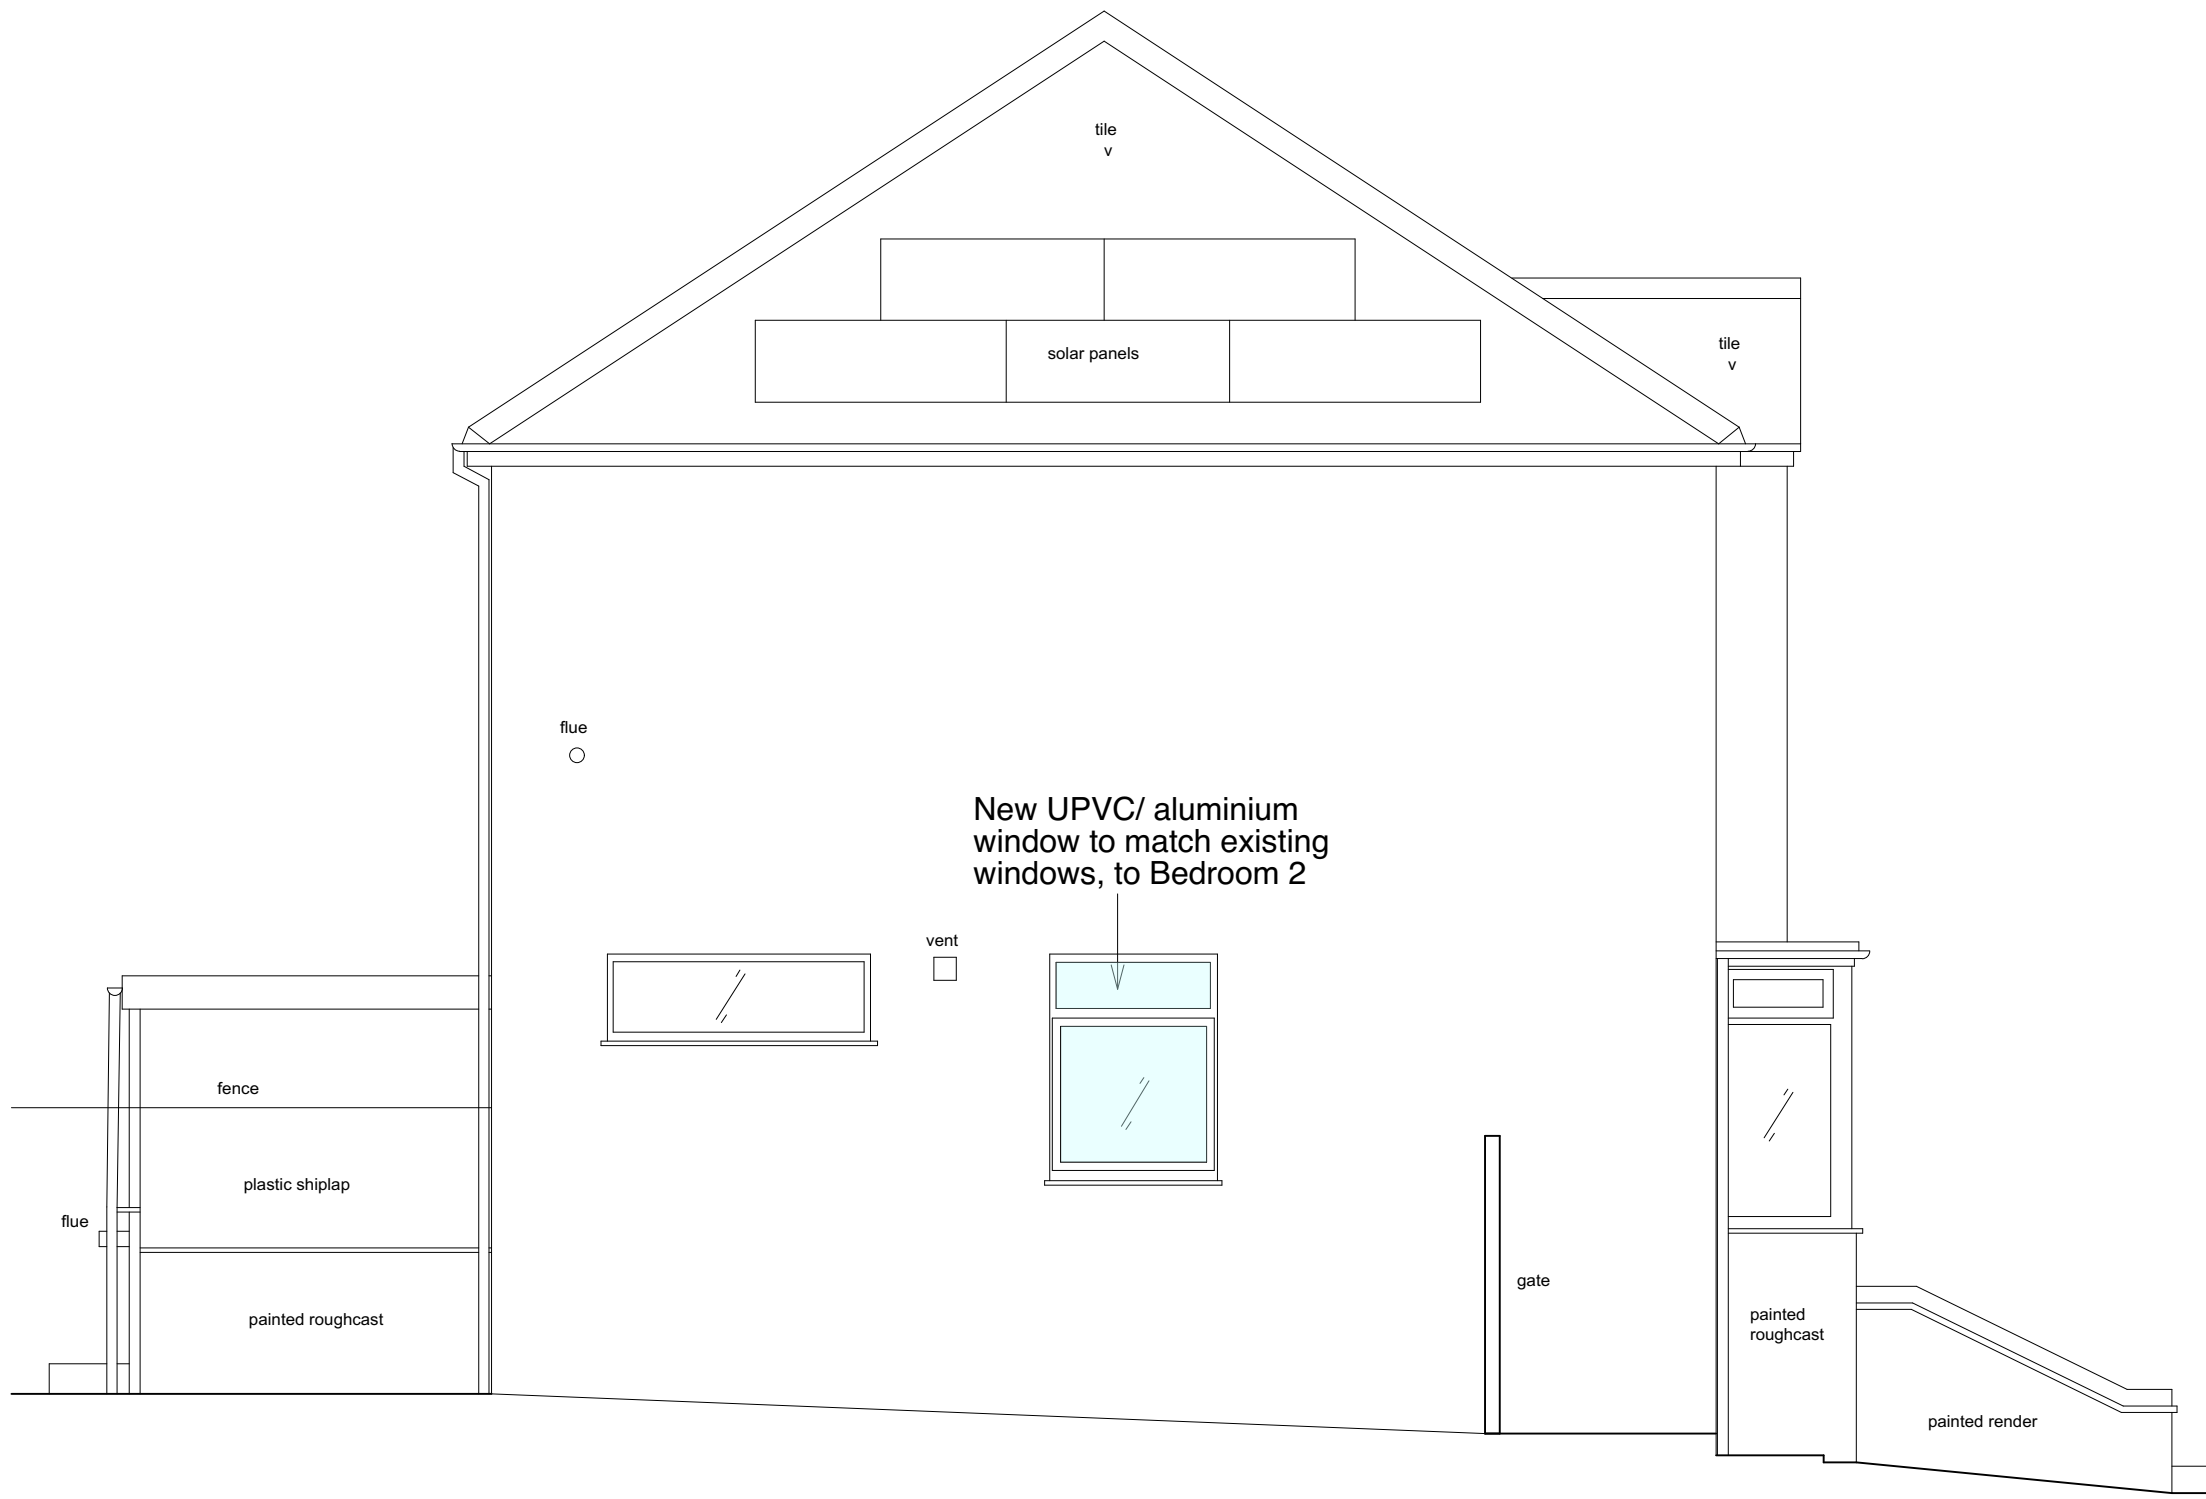 tile
v
tile
v
solar panels
flue
New UPVC/ aluminium
window to match existing
windows, to Bedroom 2
vent
fence
plastic shiplap
flue
gate
painted roughcast
painted
roughcast
painted render